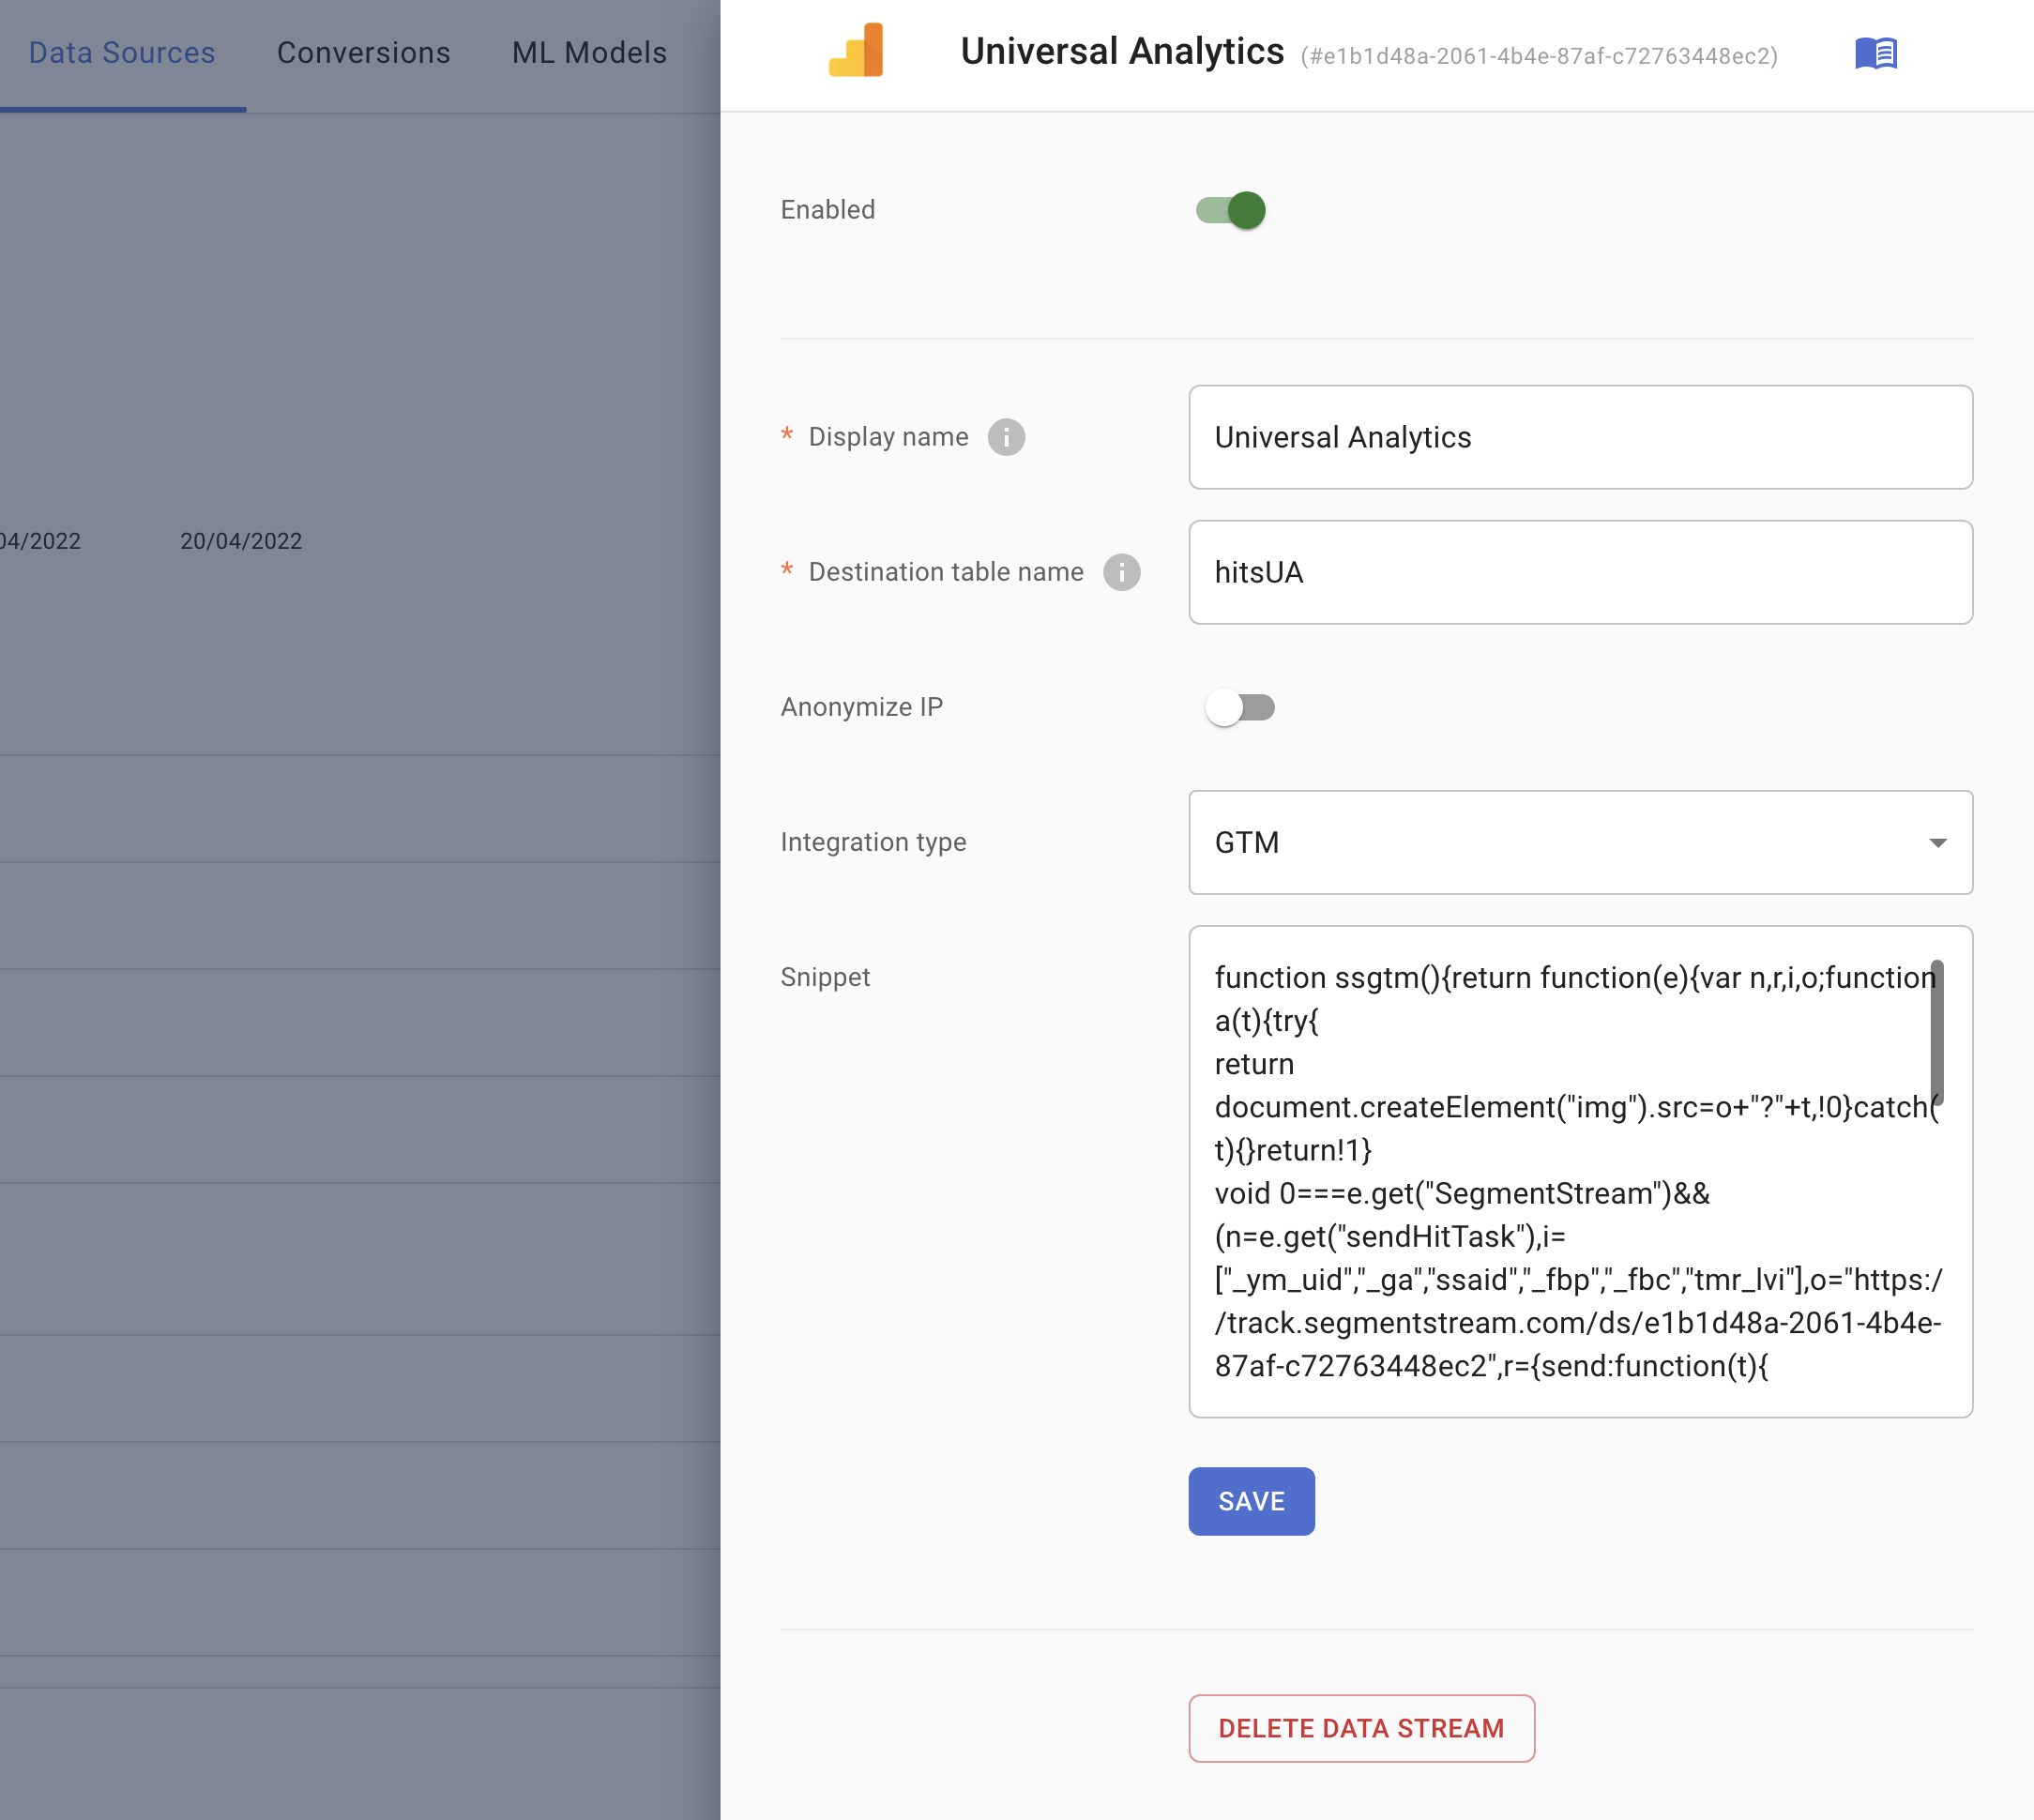 Data Sources Conversions ML Models
Universal Analytics (#e1b1d48a-2061-4b4e-87af-c72763448ec2)
Enabled
* Display name
Universal Analytics
04/2022 20/04/2022
* Destination table name
hitsUA
Anonymize IP
Integration type
GTM
Snippet
function ssgtm(){return function(e){var n,r,i,o;function
a(t){try{
return
document.createElement("img").src=o+"?"+t,!0}catch(
t){}return!1}
void 0===e.get("SegmentStream")&&
(n=e.get("sendHitTask"),i=
["_ym_uid","_ga","ssaid","_fbp","_fbc","tmr_lvi"],o="https:/
/track.segmentstream.com/ds/e1b1d48a-2061-4b4e-
87af-c72763448ec2",r={send:function(t){
SAVE
DELETE DATA STREAM